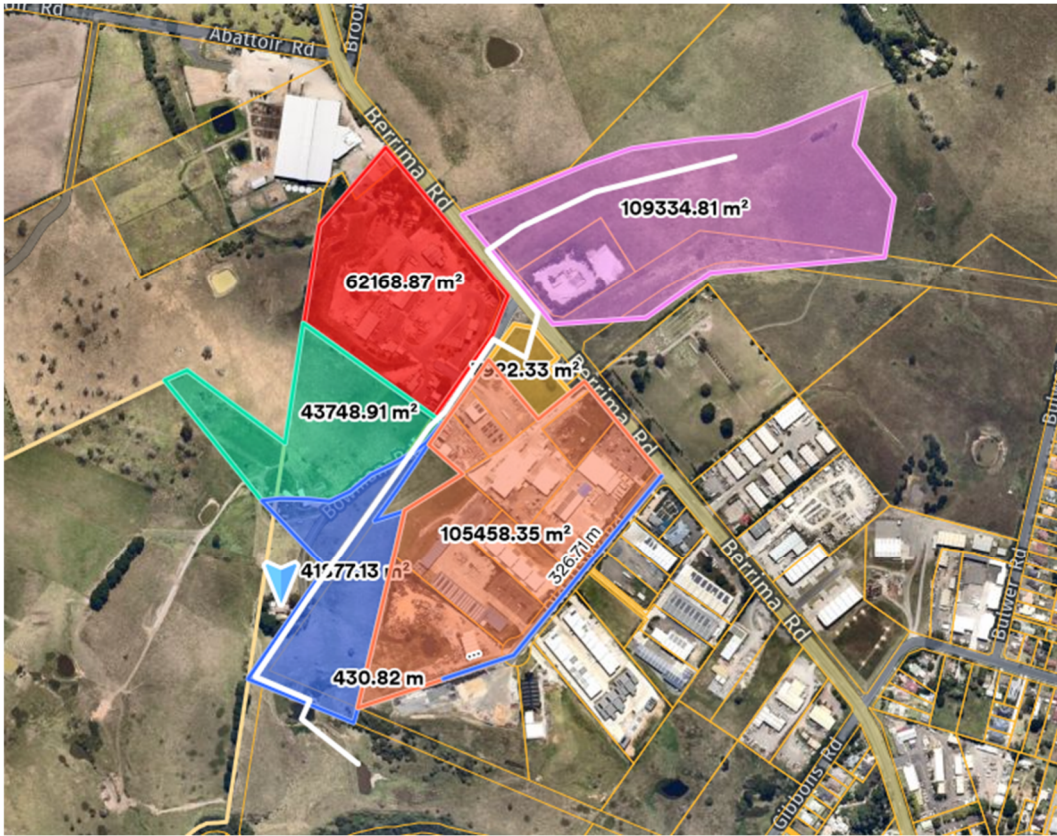 Abattoir Rd
Berrima Rd
109334.81 m²
62168.87 m²
Berrima Rd
43748.91 m²
105458.35 m²
326.71 m
430.82 m
...
Berrima Rd
Bulwer Rd
Gibbons Rd